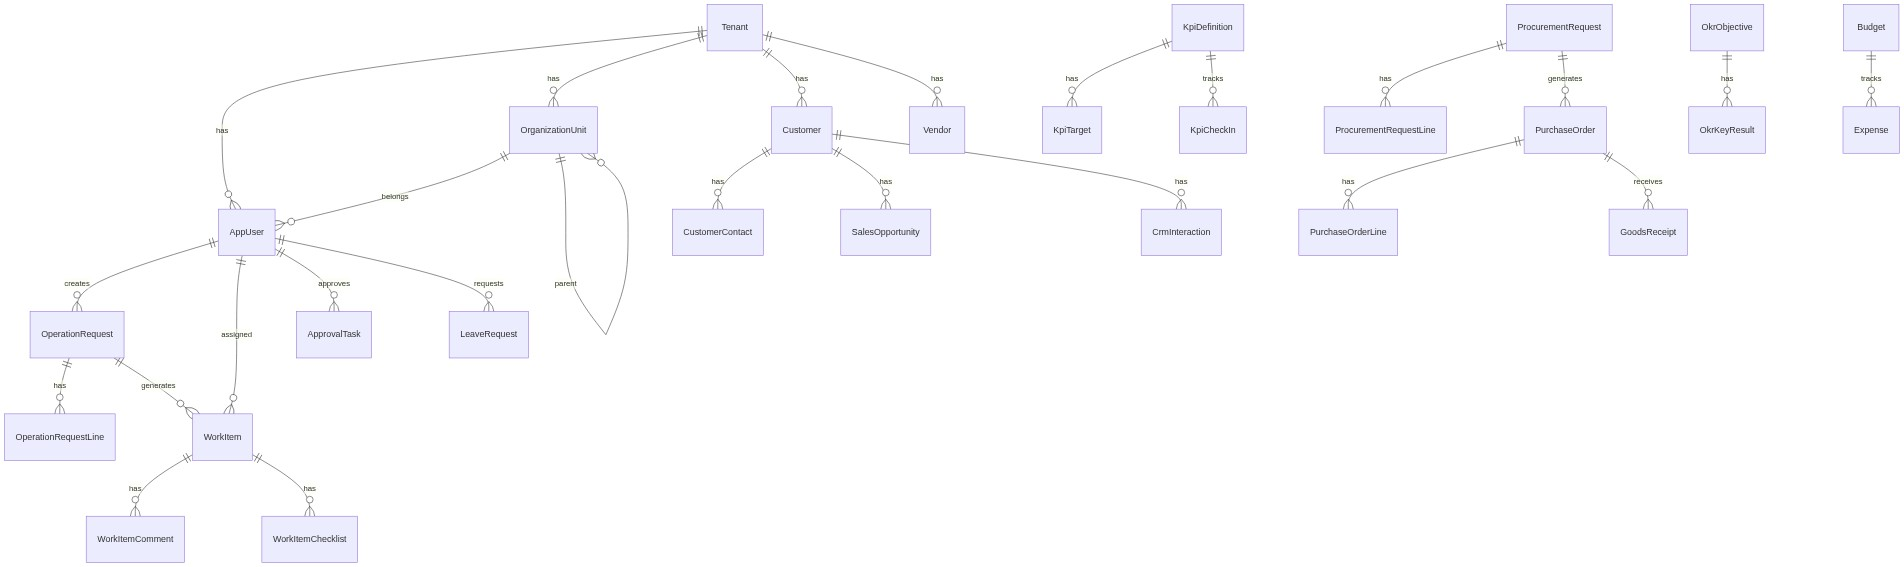 Tenant
KpiDefinition
ProcurementRequest
OkrObjective
Budget
has
has
has
has
has
tracks
has
generates
has
tracks
OrganizationUnit
Customer
Vendor
KpiTarget
KpiCheckIn
ProcurementRequestLine
PurchaseOrder
OkrKeyResult
Expense
belongs
has
has
has
has
receives
AppUser
CustomerContact
SalesOpportunity
CrmInteraction
PurchaseOrderLine
GoodsReceipt
creates
assigned
approves
requests
parent
OperationRequest
ApprovalTask
LeaveRequest
has
generates
OperationRequestLine
WorkItem
has
has
WorkItemComment
WorkItemChecklist